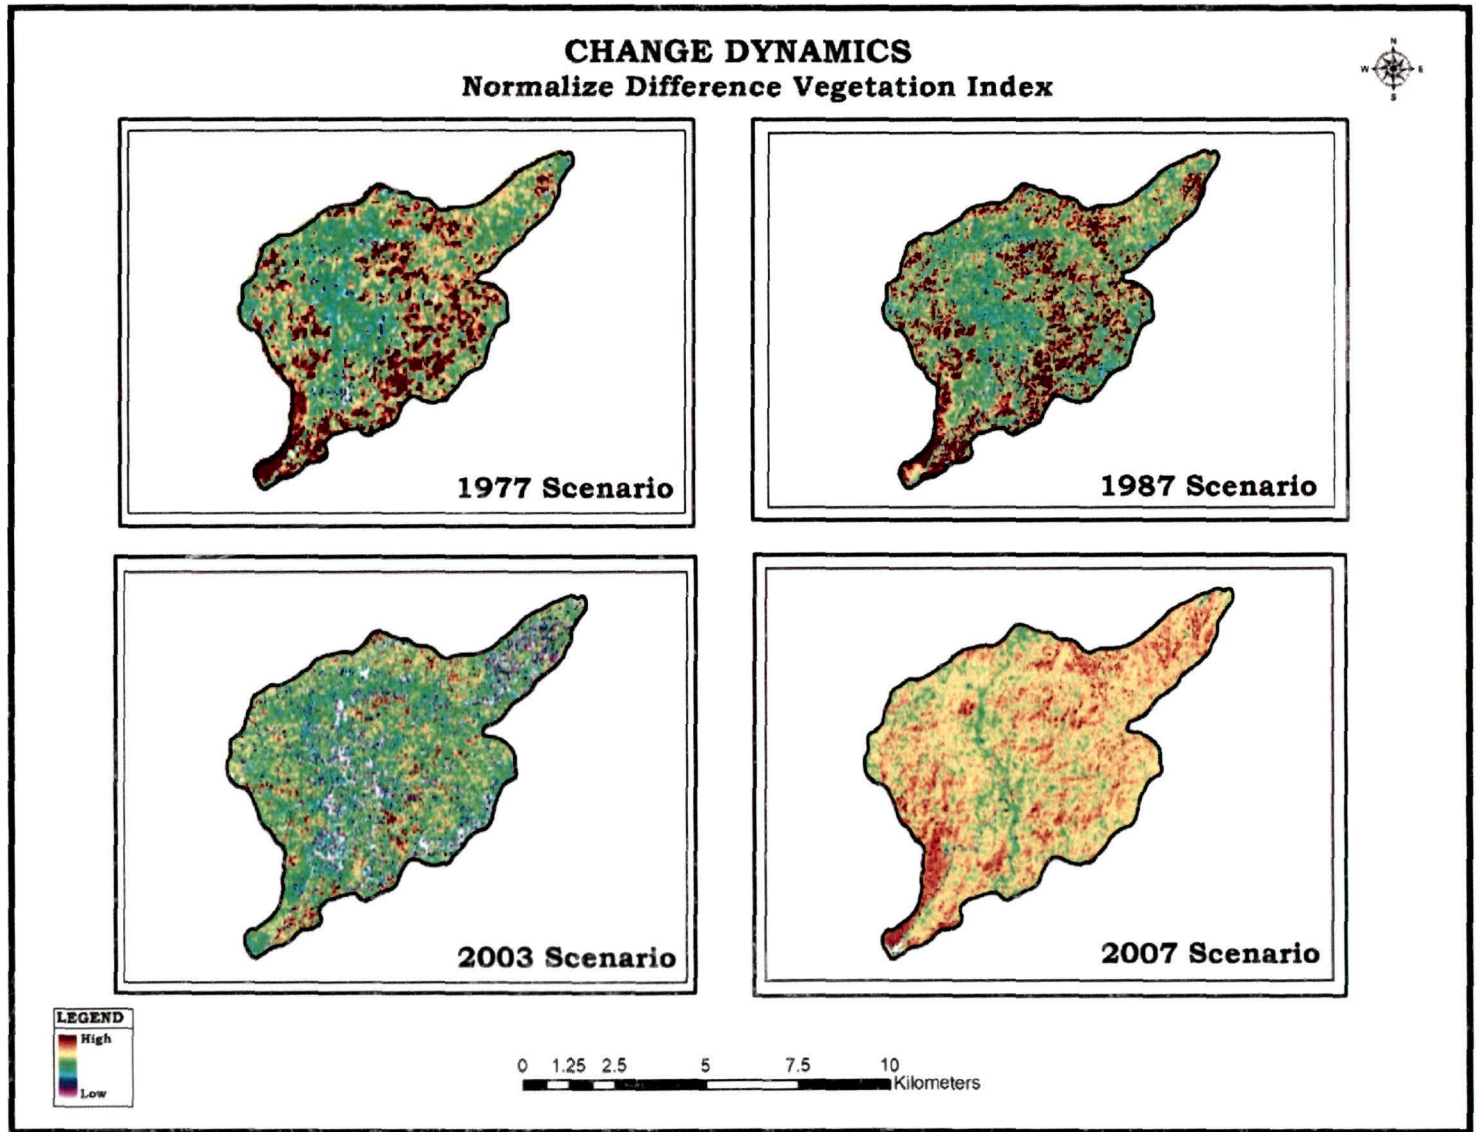 CHANGE DYNAMICS
Normalize Difference Vegetation Index
N
W E
S
1977 Scenario
1987 Scenario
2003 Scenario
2007 Scenario
LEGEND
High
Low
0 1.25 2.5 5 7.5 10
Kilometers